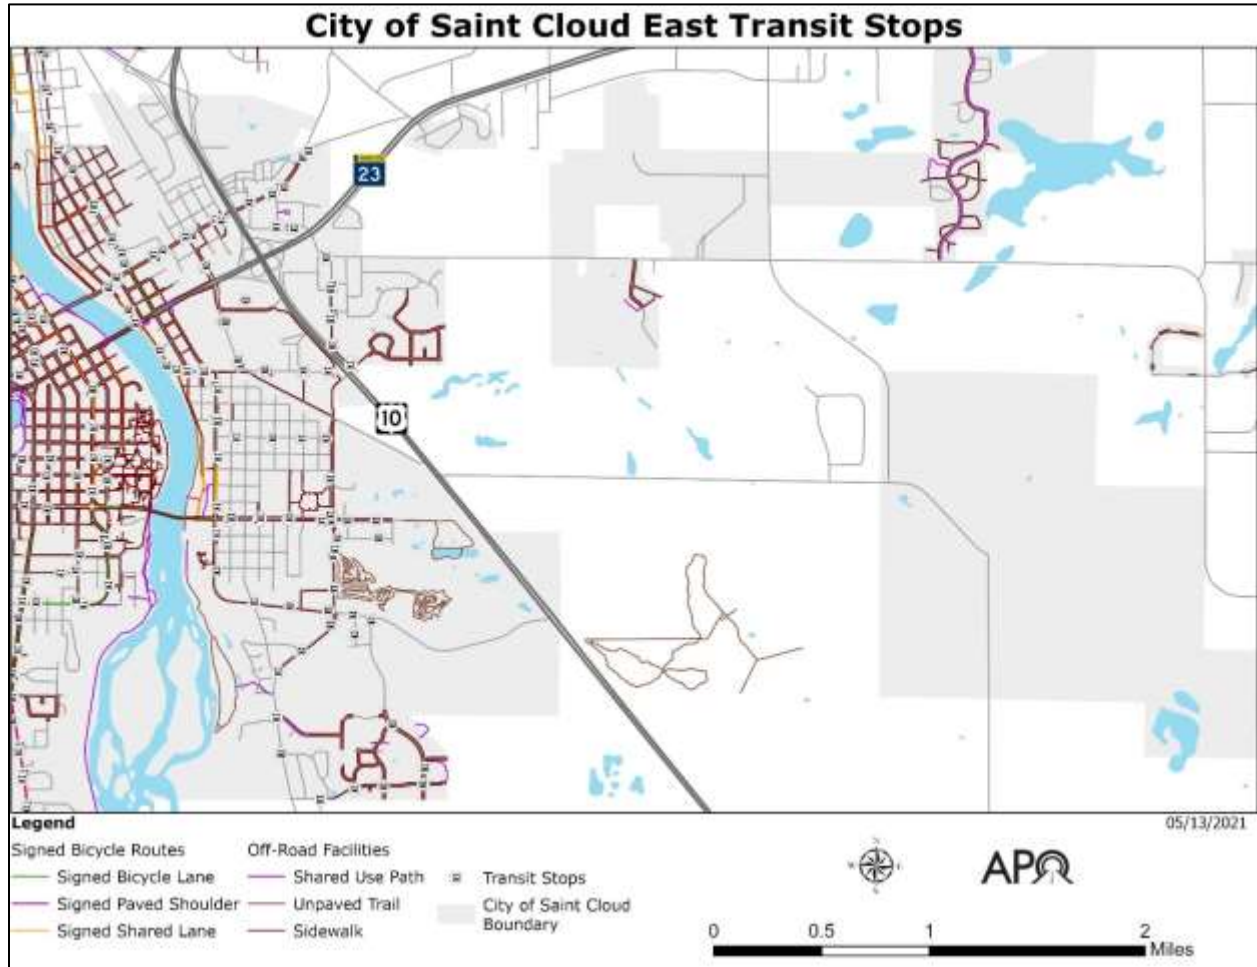 City of Saint Cloud East Transit Stops
23
10
Legend
05/13/2021
Signed Bicycle Routes
Off-Road Facilities
Signed Bicycle Lane
Shared Use Path
Transit Stops
Signed Paved Shoulder
Unpaved Trail
City of Saint Cloud
Boundary
Signed Shared Lane
Sidewalk
APO
0 0.5 1 2
Miles